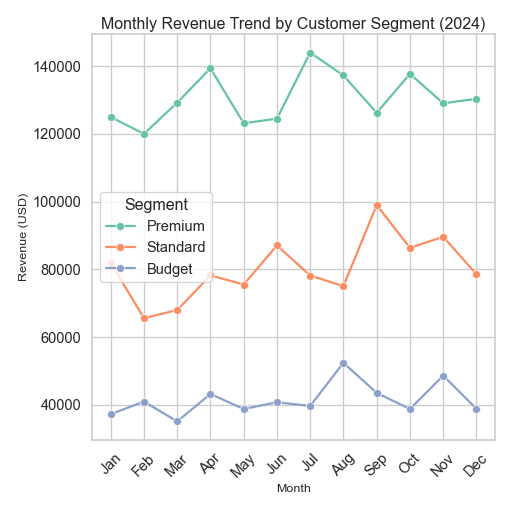 Monthly Revenue Trend by Customer Segment (2024)
140000
120000
100000
80000
60000
40000
Revenue (USD)
Segment
Premium
Standard
Budget
Jan
Feb
Mar
Apr
May
Jun
Jul
Aug
Sep
Oct
Nov
Dec
Month